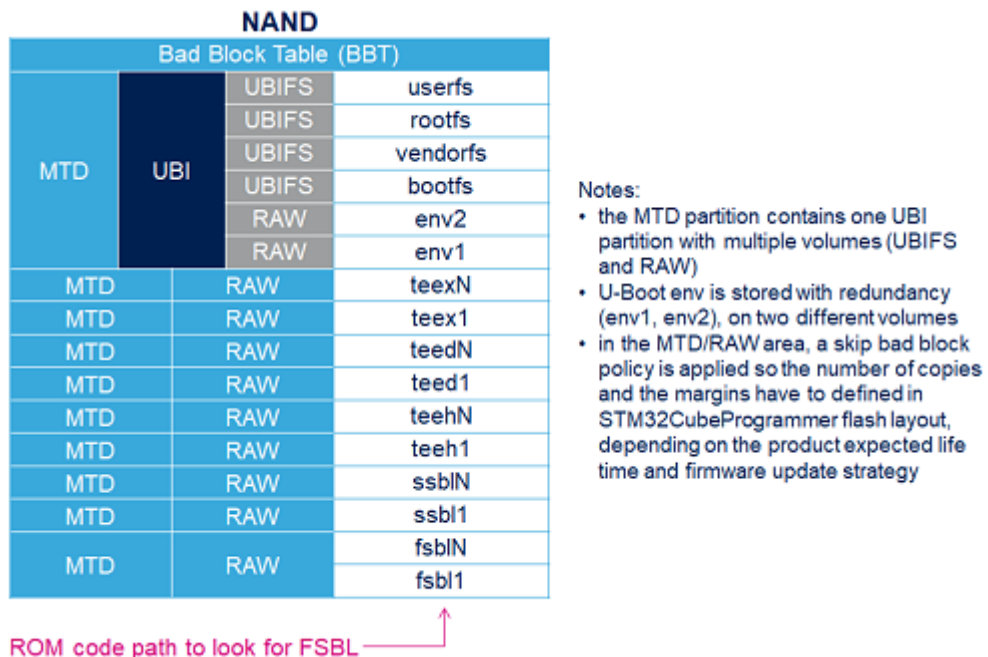 NAND
Bad Block Table (BBT)
MTD
UBI
UBIFS userfs
UBIFS rootfs
UBIFS vendorfs
UBIFS bootfs
RAW env2
RAW env1
MTD RAW teexN
MTD RAW teex1
MTD RAW teedN
MTD RAW teed1
MTD RAW teehN
MTD RAW teeh1
MTD RAW ssblN
MTD RAW ssbl1
MTD RAW fsblN
fsbl1
ROM code path to look for FSBL
Notes:
• the MTD partition contains one UBI
partition with multiple volumes (UBIFS
and RAW)
• U-Boot env is stored with redundancy
(env1, env2), on two different volumes
• in the MTD/RAW area, a skip bad block
policy is applied so the number of copies
and the margins have to defined in
STM32CubeProgrammer flash layout,
depending on the product expected life
time and firmware update strategy